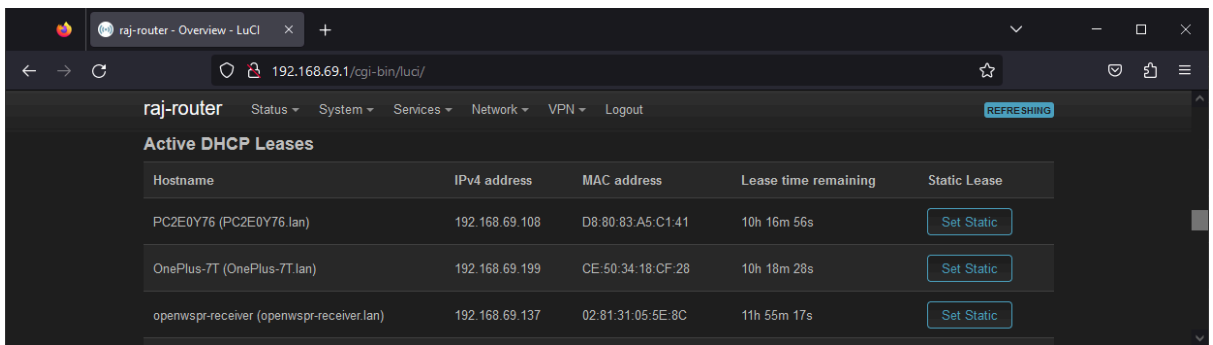 raj-router - Overview - LuCI
192.168.69.1/cgi-bin/luci/
raj-router Status System Services Network VPN Logout REFRESHING
Active DHCP Leases
Hostname IPv4 address MAC address Lease time remaining Static Lease
PC2E0Y76 (PC2E0Y76.lan) 192.168.69.108 D8:80:83:A5:C1:41 10h 16m 56s Set Static
OnePlus-7T (OnePlus-7T.lan) 192.168.69.199 CE:50:34:18:CF:28 10h 18m 28s Set Static
openwspr-receiver (openwspr-receiver.lan) 192.168.69.137 02:81:31:05:5E:8C 11h 55m 17s Set Static